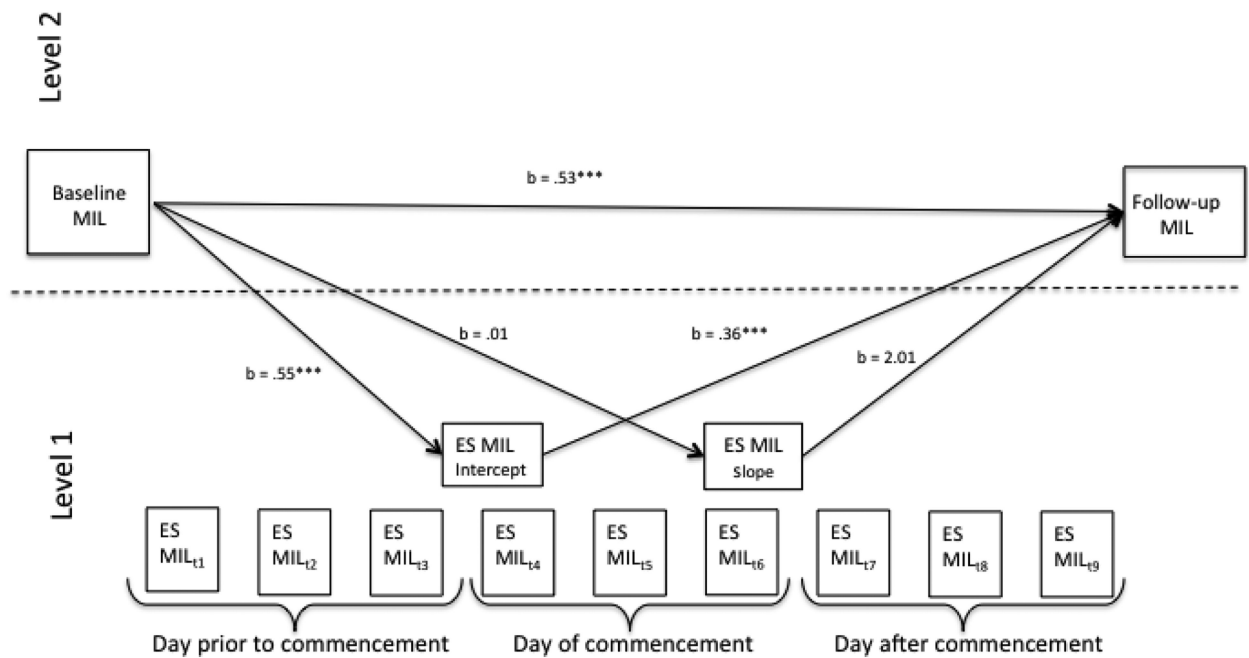 Level 2
Baseline
MIL
b = .53***
Follow-up
MIL
b = .01
b = .36***
b = 2.01
b = .55***
Level 1
ES MIL
Intercept
ES MIL
Slope
ES
MILt1
ES
MILt2
ES
MILt3
ES
MILt4
ES
MILt5
ES
MILt6
ES
MILt7
ES
MILt8
ES
MILt9
Day prior to commencement
Day of commencement
Day after commencement